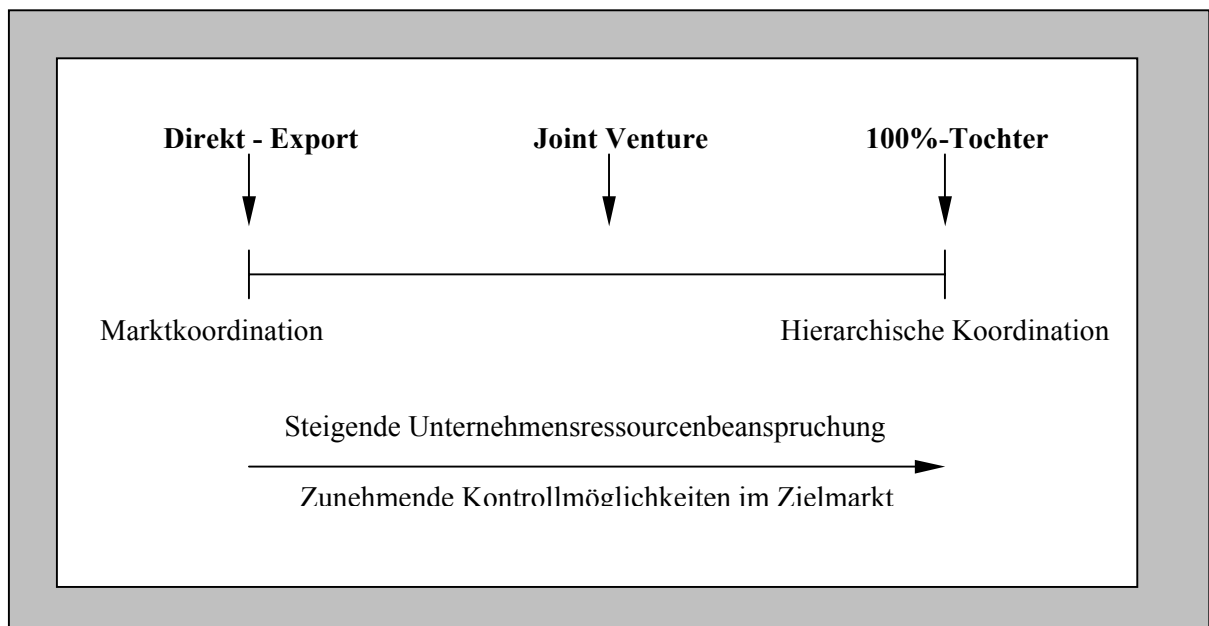 Direkt - Export Joint Venture 100%-Tochter
Marktkoordination Hierarchische Koordination
Steigende Unternehmensressourcenbeanspruchung
Zunehmende Kontrollmöglichkeiten im Zielmarkt